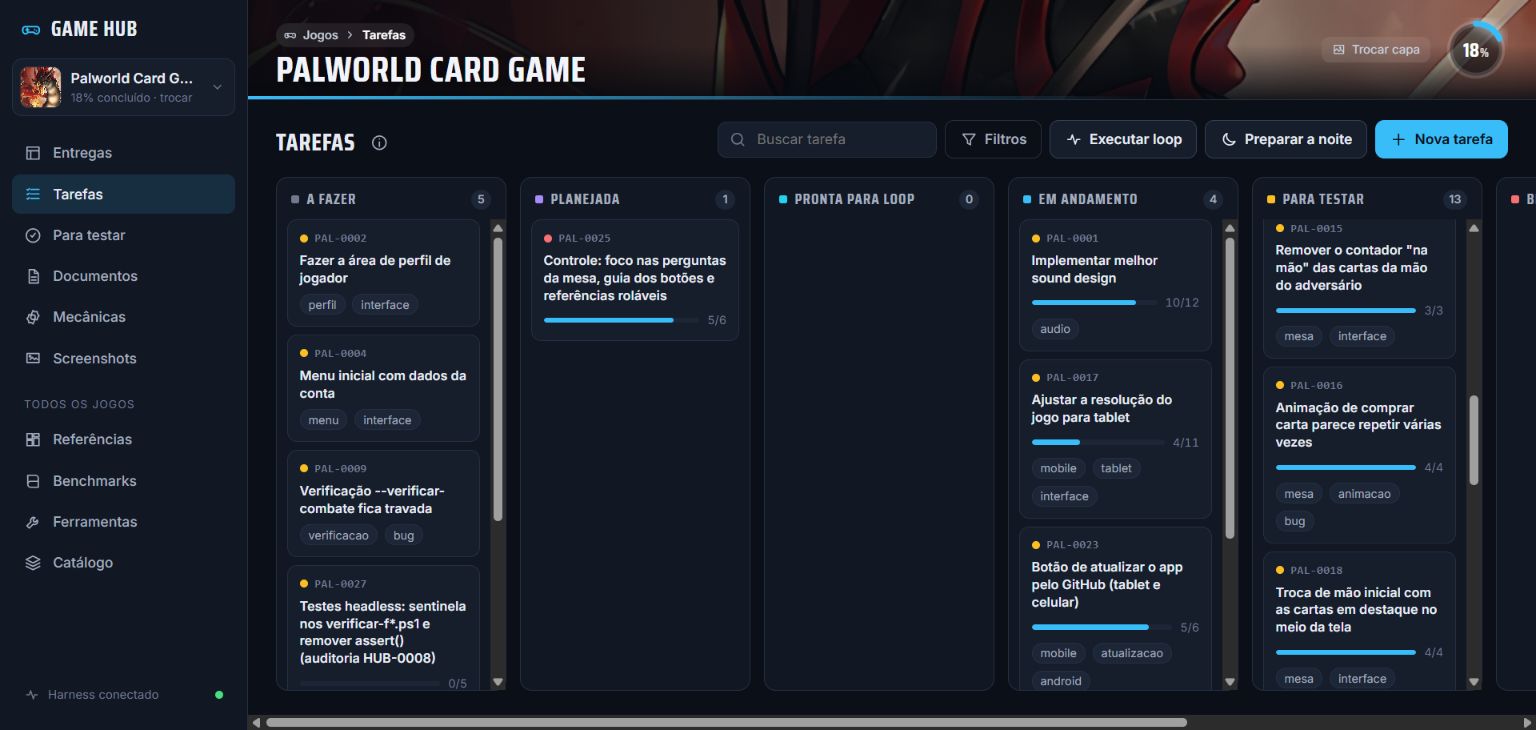 GAME HUB
Palworld Card G...
18% concluído · trocar
Entregas
Tarefas
Para testar
Documentos
Mecânicas
Screenshots
TODOS OS JOGOS
Referências
Benchmarks
Ferramentas
Catálogo
Harness conectado
Jogos > Tarefas
PALWORLD CARD GAME
Trocar capa
18%
TAREFAS
Buscar tarefa
Filtros
Executar loop
Preparar a noite
+ Nova tarefa
A FAZER 5
PAL-0002
Fazer a área de perfil de
jogador
perfil interface
PAL-0004
Menu inicial com dados da
conta
menu interface
PAL-0009
Verificação --verificar-
combate fica travada
verificacao bug
PAL-0027
Testes headless: sentinela
nos verificar-f*.ps1 e
remover assert()
(auditoria HUB-0008)
0/5
PLANEJADA 1
PAL-0025
Controle: foco nas perguntas
da mesa, guia dos botões e
referências roláveis
5/6
PRONTA PARA LOOP 0
EM ANDAMENTO 4
PAL-0001
Implementar melhor
sound design
10/12
audio
PAL-0017
Ajustar a resolução do
jogo para tablet
4/11
mobile tablet
interface
PAL-0023
Botão de atualizar o app
pelo GitHub (tablet e
celular)
5/6
mobile atualizacao
android
PARA TESTAR 13
PAL-0015
Remover o contador "na
mão" das cartas da mão
do adversário
3/3
mesa interface
PAL-0016
Animação de comprar
carta parece repetir várias
vezes
4/4
mesa animacao
bug
PAL-0018
Troca de mão inicial com
as cartas em destaque no
meio da tela
4/4
mesa interface